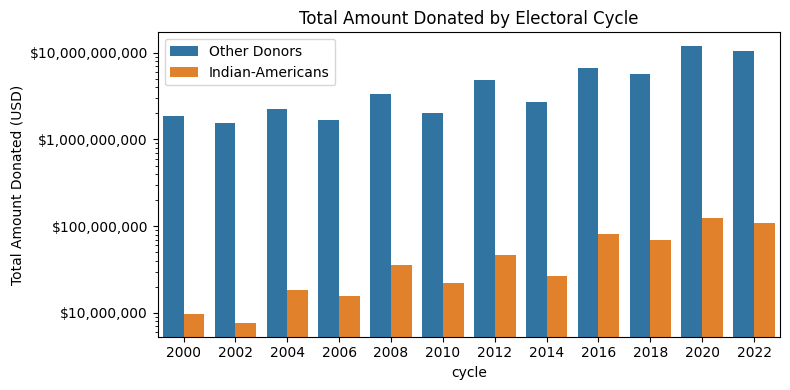 Total Amount Donated by Electoral Cycle
Other Donors
Indian-Americans
Total Amount Donated (USD)
$10,000,000,000
$1,000,000,000
$100,000,000
$10,000,000
2000 2002 2004 2006 2008 2010 2012 2014 2016 2018 2020 2022
cycle